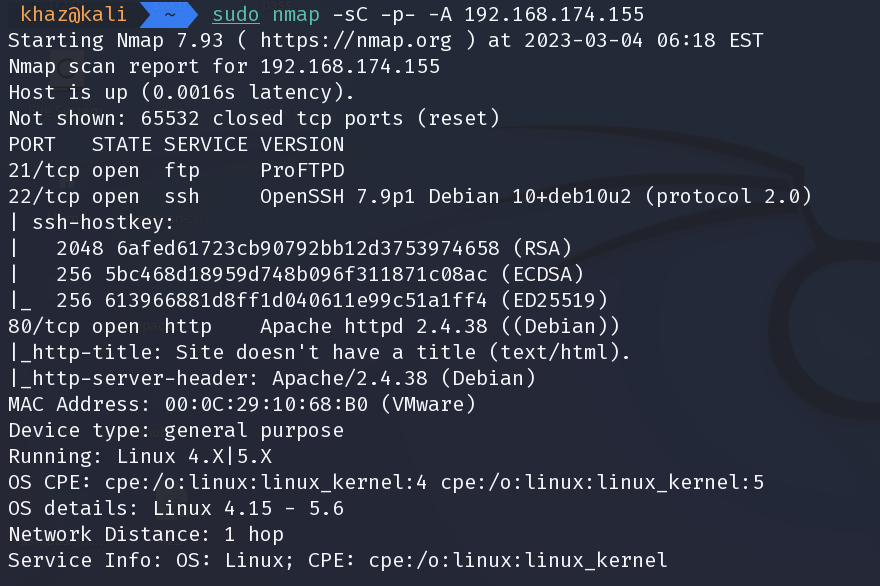 khaz@kali ~ sudo nmap -sC -p- -A 192.168.174.155
Starting Nmap 7.93 ( https://nmap.org ) at 2023-03-04 06:18 EST
Nmap scan report for 192.168.174.155
Host is up (0.0016s latency).
Not shown: 65532 closed tcp ports (reset)
PORT   STATE SERVICE VERSION
21/tcp open  ftp     ProFTPD
22/tcp open  ssh     OpenSSH 7.9p1 Debian 10+deb10u2 (protocol 2.0)
| ssh-hostkey:
|   2048 6afed61723cb90792bb12d3753974658 (RSA)
|   256 5bc468d18959d748b096f311871c08ac (ECDSA)
|_  256 613966881d8ff1d040611e99c51a1ff4 (ED25519)
80/tcp open  http    Apache httpd 2.4.38 ((Debian))
|_http-title: Site doesn't have a title (text/html).
|_http-server-header: Apache/2.4.38 (Debian)
MAC Address: 00:0C:29:10:68:B0 (VMware)
Device type: general purpose
Running: Linux 4.X|5.X
OS CPE: cpe:/o:linux:linux_kernel:4 cpe:/o:linux:linux_kernel:5
OS details: Linux 4.15 - 5.6
Network Distance: 1 hop
Service Info: OS: Linux; CPE: cpe:/o:linux:linux_kernel